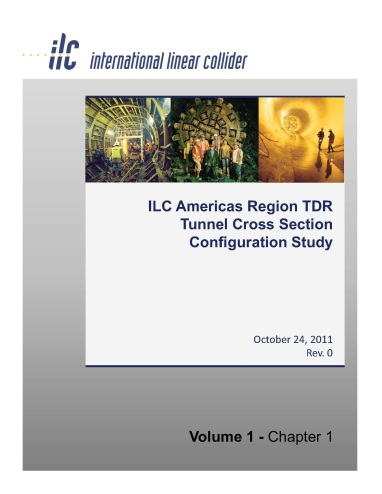 ilc international linear collider
ILC Americas Region TDR
Tunnel Cross Section
Configuration Study
October 24, 2011
Rev. 0
Volume 1 - Chapter 1